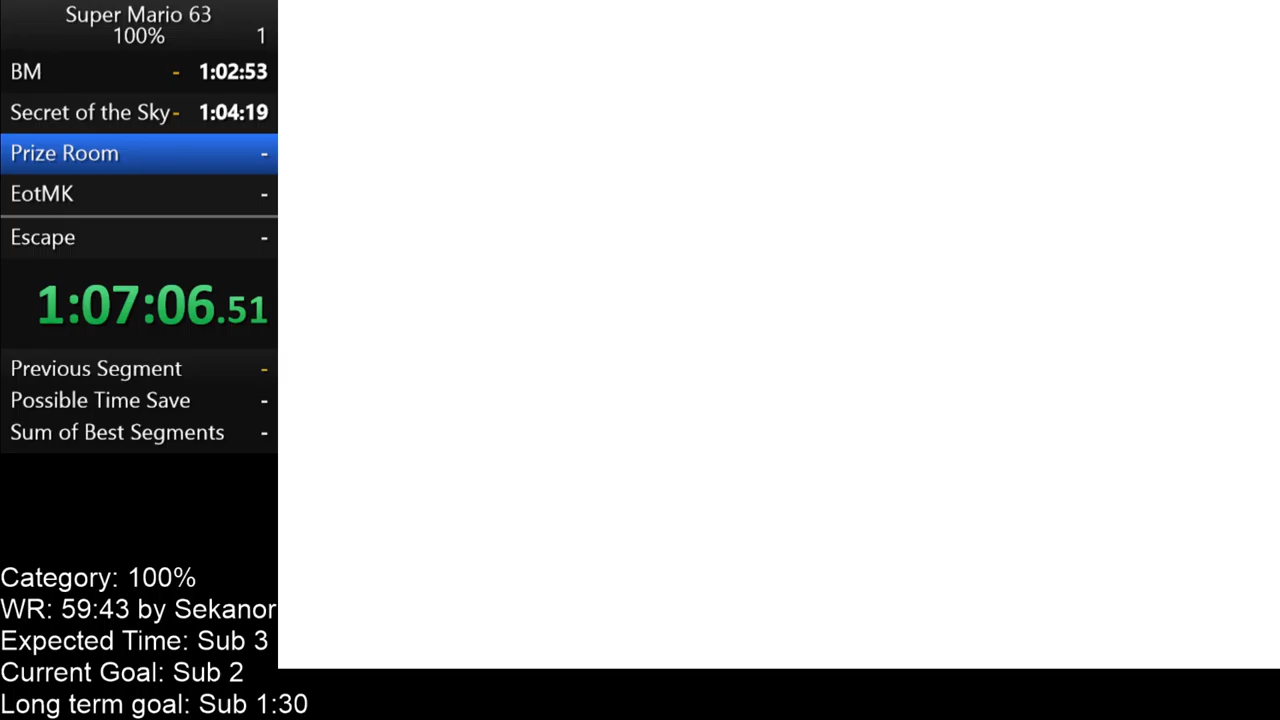 Super Mario 63
100% 1
BM - 1:02:53
Secret of the Sky - 1:04:19
Prize Room -
EotMK -
Escape -
1:07:06.51
Previous Segment -
Possible Time Save -
Sum of Best Segments -
Category: 100%
WR: 59:43 by Sekanor
Expected Time: Sub 3
Current Goal: Sub 2
Long term goal: Sub 1:30